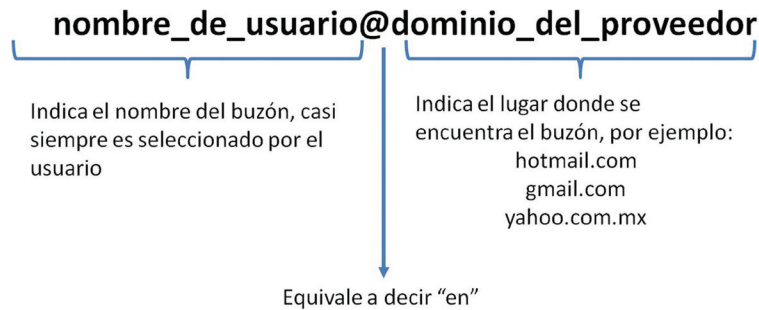 nombre_de_usuario@dominio_del_proveedor
Indica el nombre del buzón, casi
siempre es seleccionado por el
usuario
Indica el lugar donde se
encuentra el buzón, por ejemplo:
hotmail.com
gmail.com
yahoo.com.mx
Equivale a decir “en”